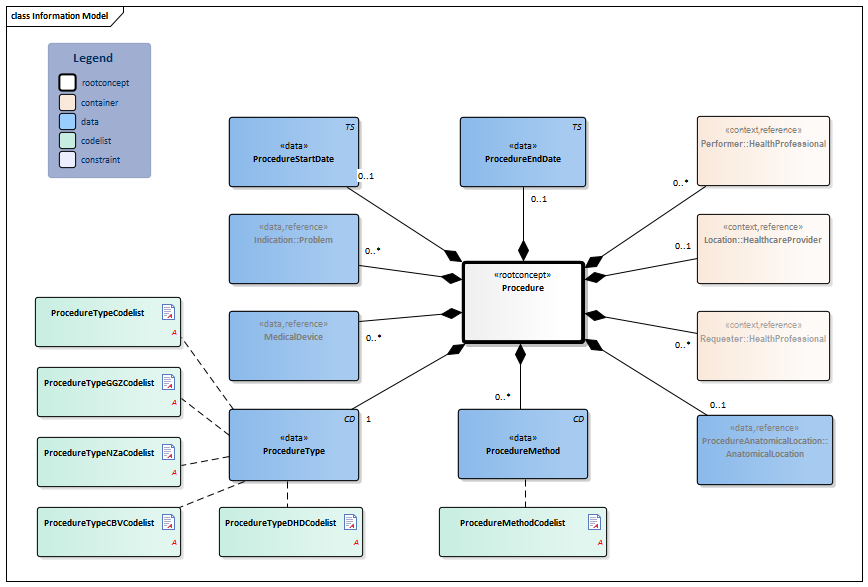 class Information Model
Legend
rootconcept
container
data
codelist
constraint
TS
«data»
ProcedureStartDate
0..1
TS
«data»
ProcedureEndDate
0..1
«context,reference»
Performer::HealthProfessional
0..*
«data,reference»
Indication::Problem
0..*
«context,reference»
Location::HealthcareProvider
0..1
«rootconcept»
Procedure
«data,reference»
MedicalDevice
0..*
«context,reference»
Requester::HealthProfessional
0..*
ProcedureTypeCodelist
A
ProcedureTypeGGZCodelist
A
ProcedureTypeNZaCodelist
A
ProcedureTypeCBVCodelist
A
CD
«data»
ProcedureType
1
ProcedureTypeDHDCodelist
A
0..*
CD
«data»
ProcedureMethod
ProcedureMethodCodelist
A
0..1
«data,reference»
ProcedureAnatomicalLocation::
AnatomicalLocation